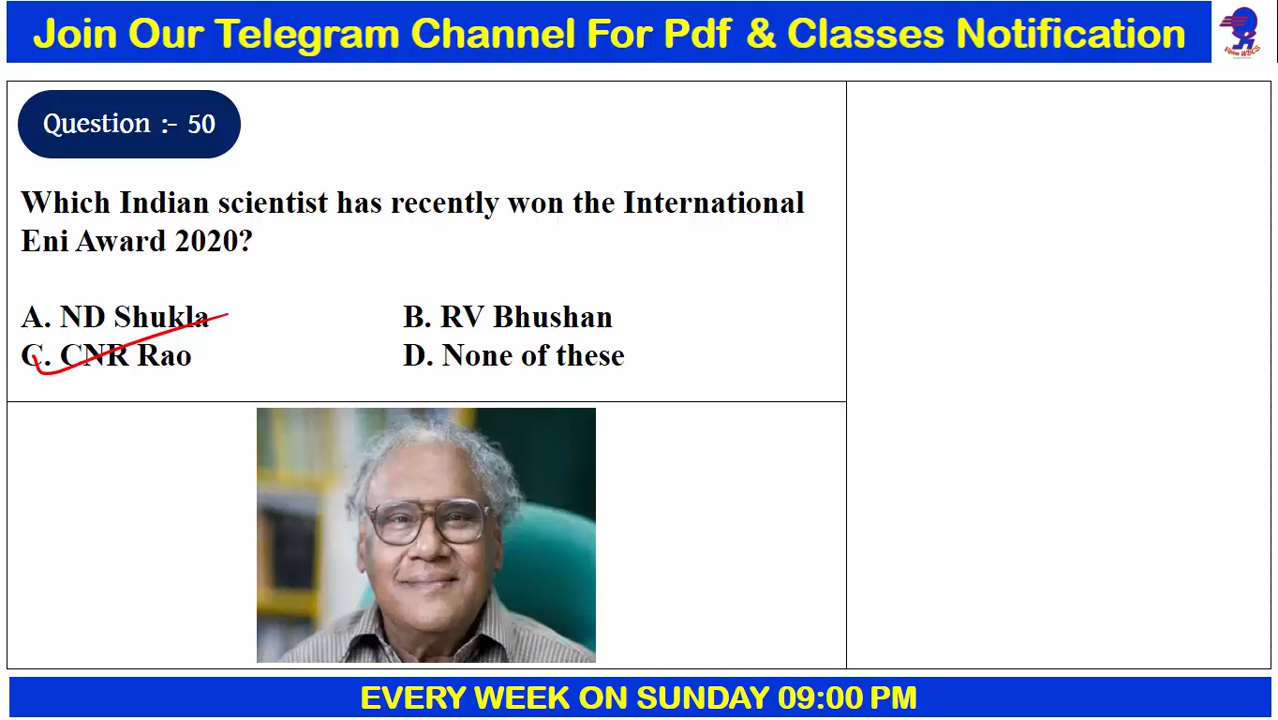 Join Our Telegram Channel For Pdf & Classes Notification
Question :- 50
Which Indian scientist has recently won the International
Eni Award 2020?
A. ND Shukla
B. RV Bhushan
C. CNR Rao
D. None of these
EVERY WEEK ON SUNDAY 09:00 PM